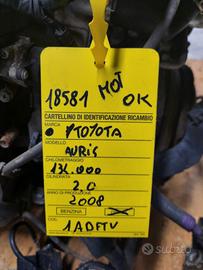 18581 MOT OK
CARTELLINO DI IDENTIFICAZIONE RICAMBIO
MARCA
TOYOTA
MODELLO
AURIS
CHILOMETRAGGIO
134.000
CILINDRATA
2.0
ANNO DI PRODUZIONE
2008
BENZINA
COD.
1ADFTV
Subito